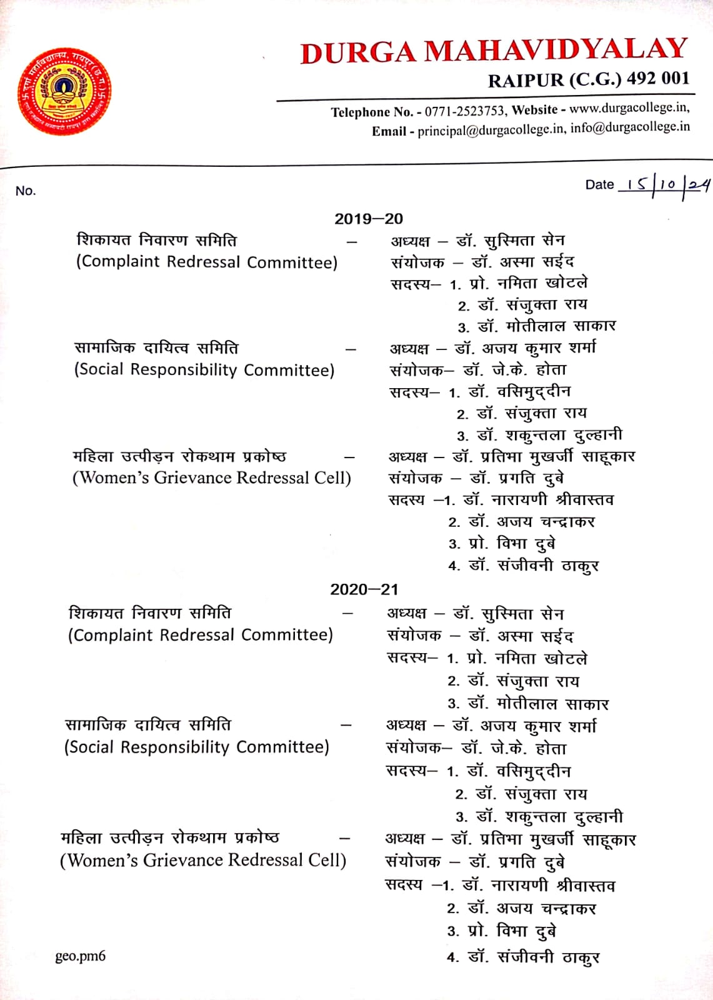 DURGA MAHAVIDYALAY
RAIPUR (C.G.) 492 001
Telephone No. - 0771-2523753, Website - www.durgacollege.in,
Email - principal@durgacollege.in, info@durgacollege.in
दुर्गा महाविद्यालय, रायपुर (छ.ग.)
No.
Date 15/10/24
2019–20
शिकायत निवारण समिति – अध्यक्ष – डॉ. सुस्मिता सेन
(Complaint Redressal Committee) संयोजक – डॉ. अस्मा सईद
सदस्य– 1. प्रो. नमिता खोटले
2. डॉ. संजुक्ता राय
3. डॉ. मोतीलाल साकार
सामाजिक दायित्व समिति – अध्यक्ष – डॉ. अजय कुमार शर्मा
(Social Responsibility Committee) संयोजक– डॉ. जे.के. होता
सदस्य– 1. डॉ. वसिमुद्दीन
2. डॉ. संजुक्ता राय
3. डॉ. शकुन्तला दुल्हानी
महिला उत्पीड़न रोकथाम प्रकोष्ठ – अध्यक्ष – डॉ. प्रतिभा मुखर्जी साहूकार
(Women's Grievance Redressal Cell) संयोजक – डॉ. प्रगति दुबे
सदस्य –1. डॉ. नारायणी श्रीवास्तव
2. डॉ. अजय चन्द्राकर
3. प्रो. विभा दुबे
4. डॉ. संजीवनी ठाकुर
2020–21
शिकायत निवारण समिति – अध्यक्ष – डॉ. सुस्मिता सेन
(Complaint Redressal Committee) संयोजक – डॉ. अस्मा सईद
सदस्य– 1. प्रो. नमिता खोटले
2. डॉ. संजुक्ता राय
3. डॉ. मोतीलाल साकार
सामाजिक दायित्व समिति – अध्यक्ष – डॉ. अजय कुमार शर्मा
(Social Responsibility Committee) संयोजक– डॉ. जे.के. होता
सदस्य– 1. डॉ. वसिमुद्दीन
2. डॉ. संजुक्ता राय
3. डॉ. शकुन्तला दुल्हानी
महिला उत्पीड़न रोकथाम प्रकोष्ठ – अध्यक्ष – डॉ. प्रतिभा मुखर्जी साहूकार
(Women's Grievance Redressal Cell) संयोजक – डॉ. प्रगति दुबे
सदस्य –1. डॉ. नारायणी श्रीवास्तव
2. डॉ. अजय चन्द्राकर
3. प्रो. विभा दुबे
geo.pm6 4. डॉ. संजीवनी ठाकुर